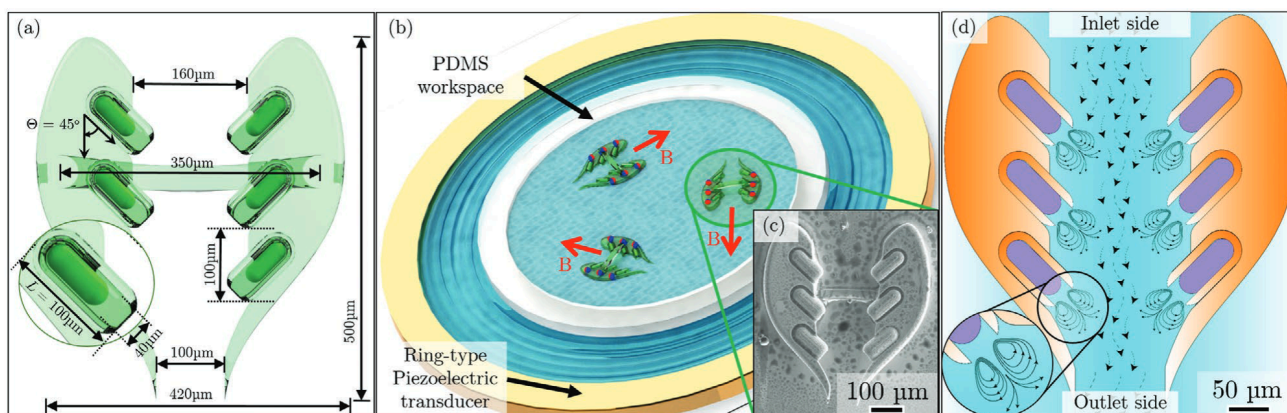 (a)
160µm
Θ = 45°
350µm
100µm
L = 100µm
40µm
100µm
420µm
500µm
(b)
PDMS
workspace
B
B
B
Ring-type
Piezoelectric
transducer
(c)
100 µm
(d)
Inlet side
Outlet side
50 µm